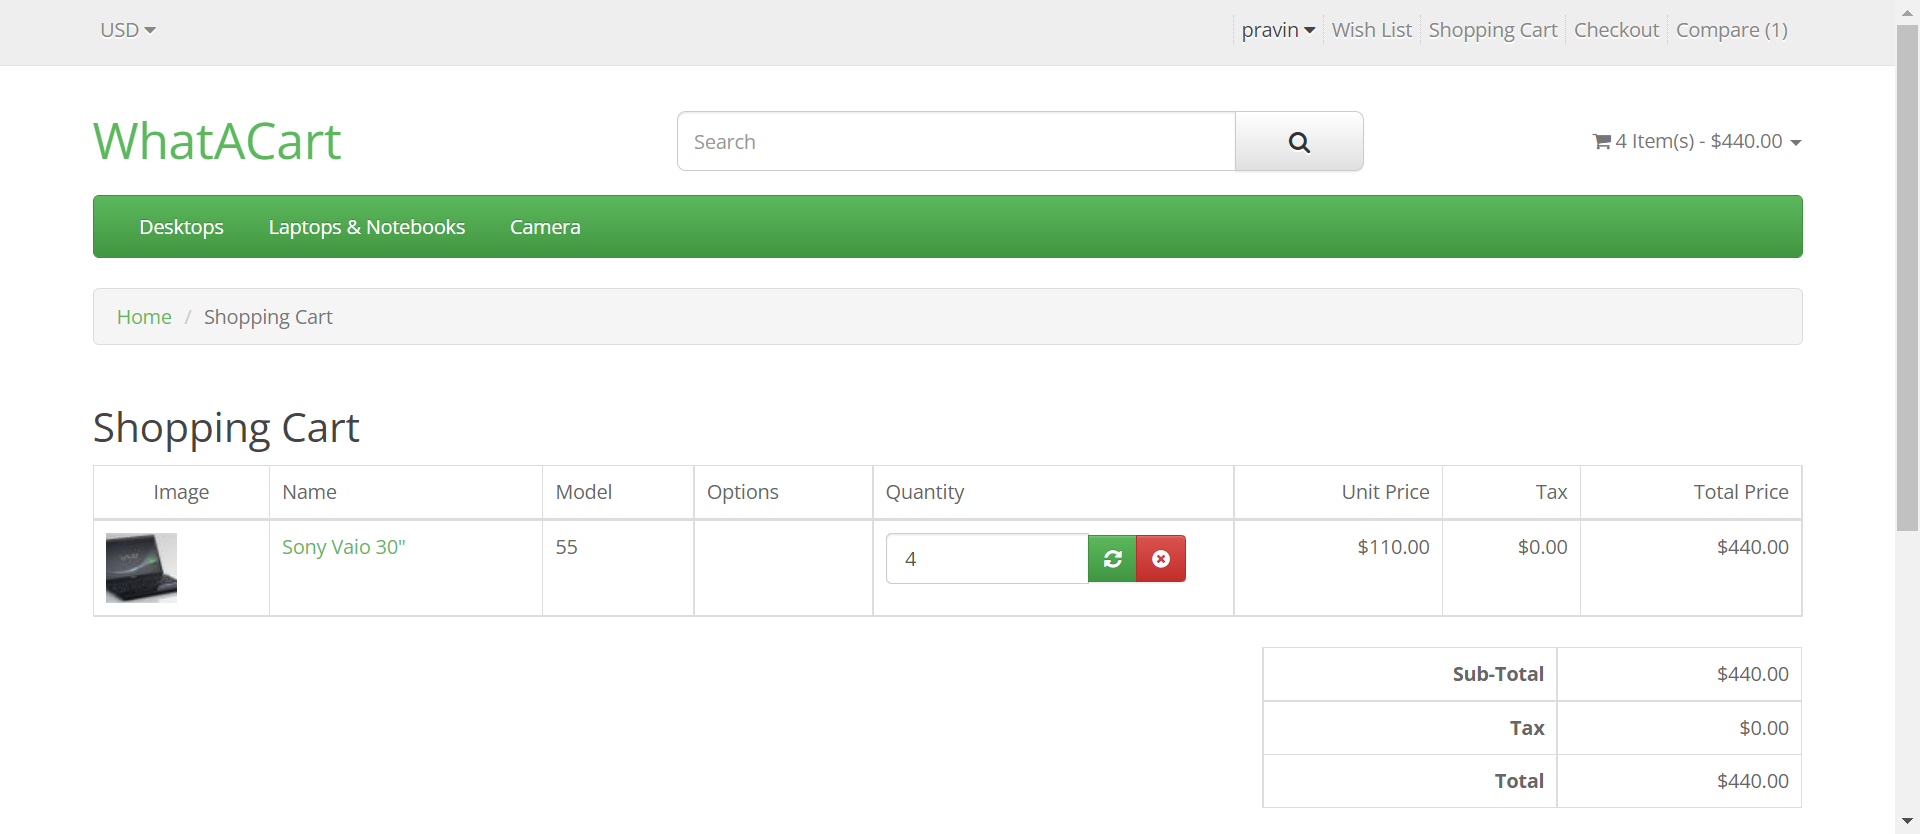 USD
pravin Wish List Shopping Cart Checkout Compare (1)
WhatACart
Search
4 Item(s) - $440.00
Desktops Laptops & Notebooks Camera
Home / Shopping Cart
Shopping Cart
Image Name Model Options Quantity Unit Price Tax Total Price
Sony Vaio 30" 55 4 $110.00 $0.00 $440.00
Sub-Total $440.00
Tax $0.00
Total $440.00